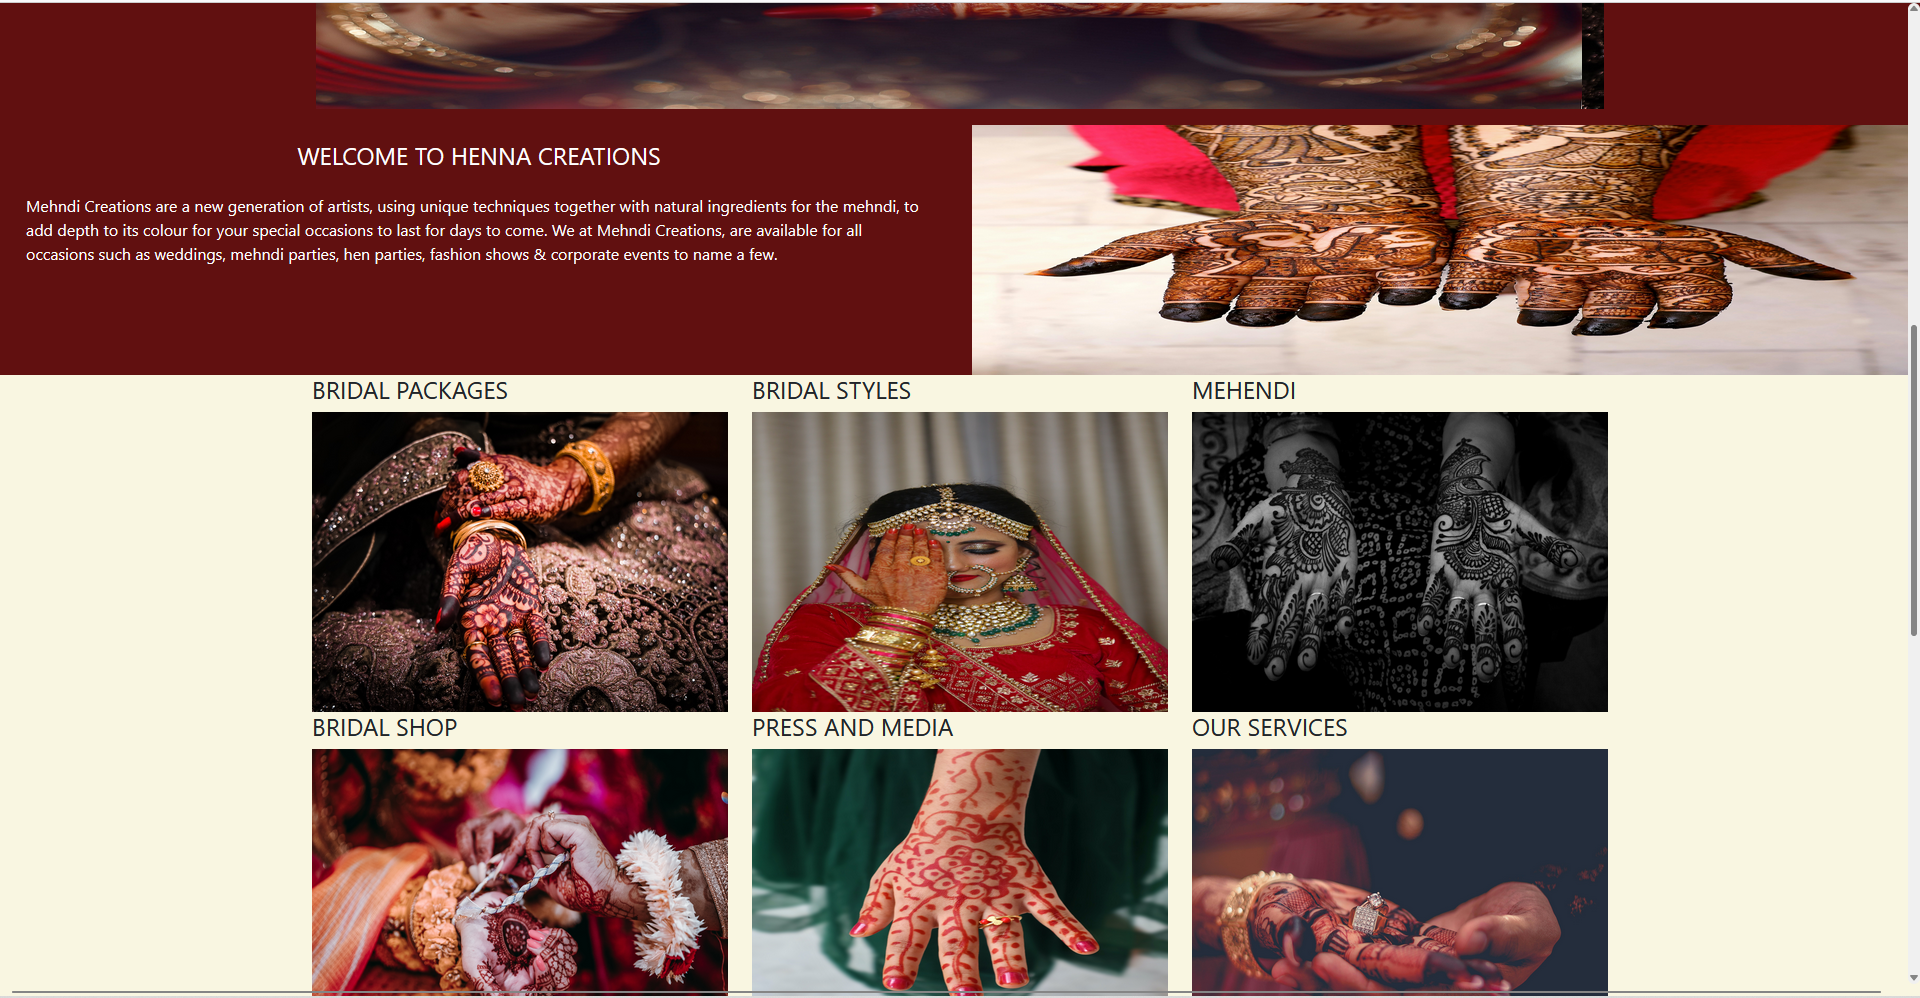 WELCOME TO HENNA CREATIONS
Mehndi Creations are a new generation of artists, using unique techniques together with natural ingredients for the mehndi, to
add depth to its colour for your special occasions to last for days to come. We at Mehndi Creations, are available for all
occasions such as weddings, mehndi parties, hen parties, fashion shows & corporate events to name a few.
BRIDAL PACKAGES
BRIDAL STYLES
MEHENDI
BRIDAL SHOP
PRESS AND MEDIA
OUR SERVICES